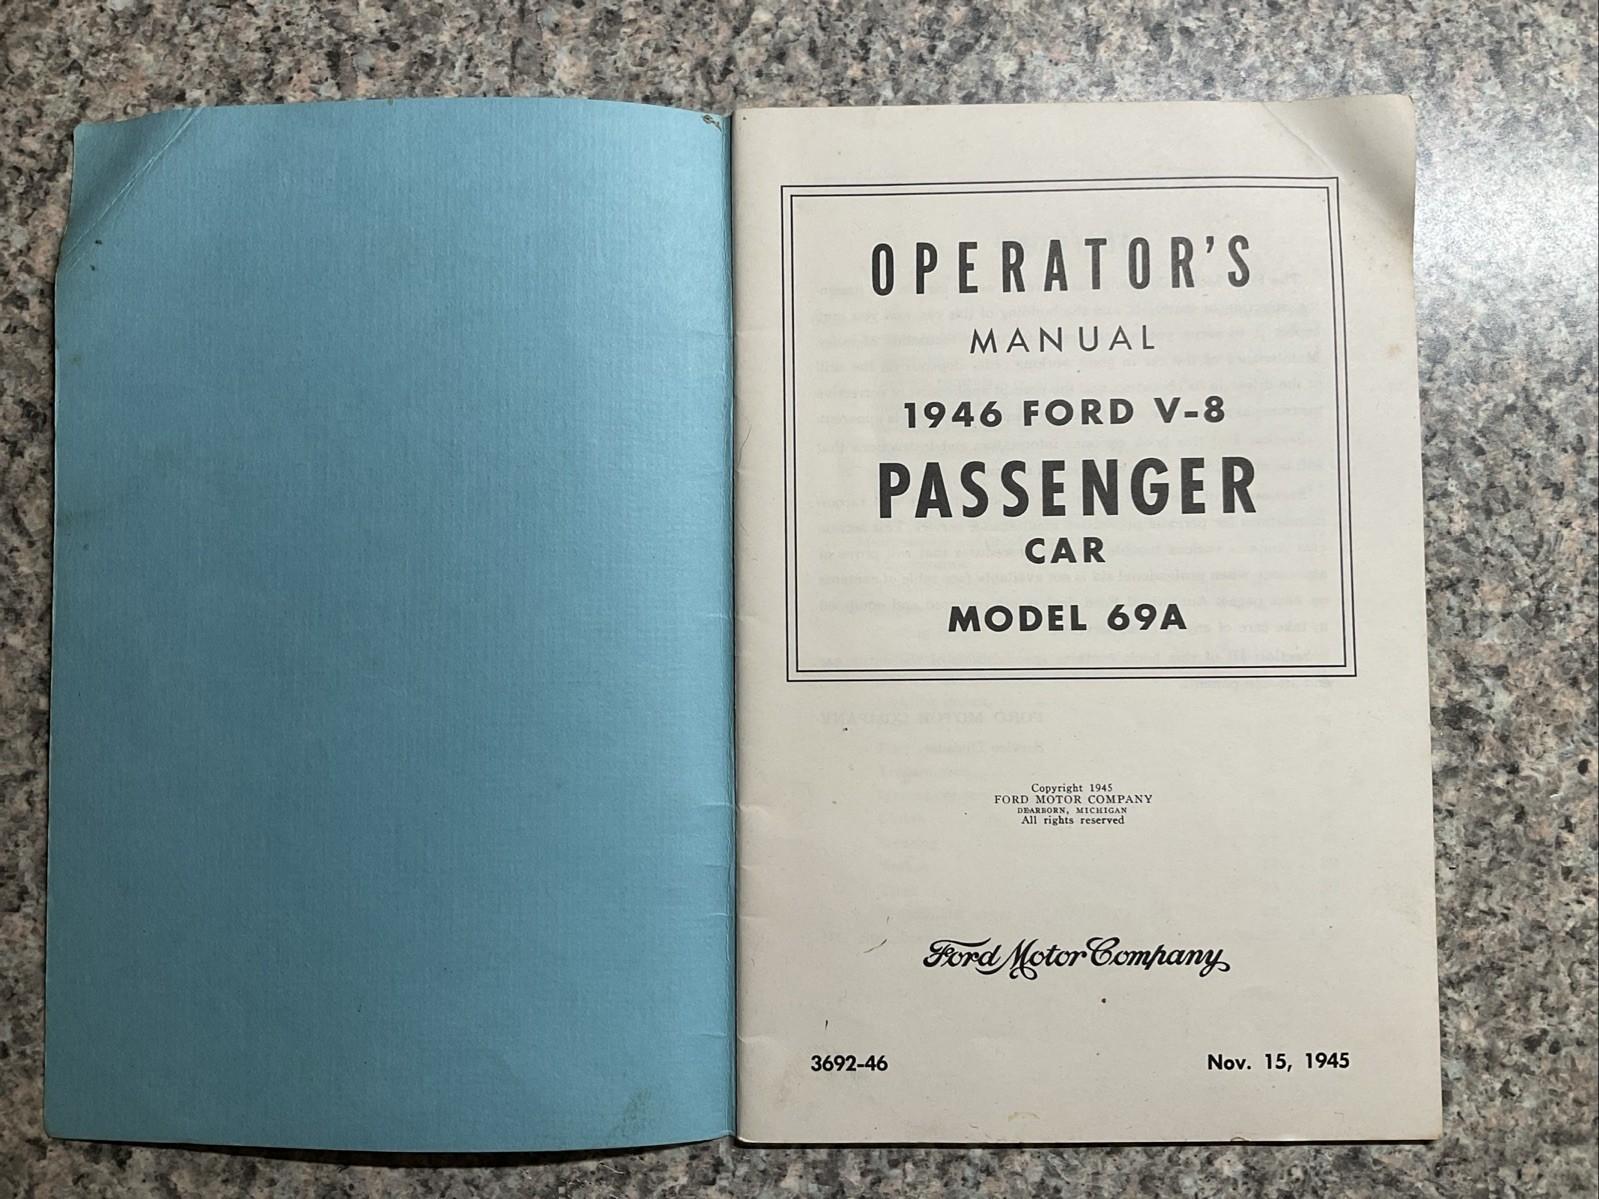 OPERATOR'S
MANUAL
1946 FORD V-8
PASSENGER
CAR
MODEL 69A
Copyright 1945
FORD MOTOR COMPANY
DEARBORN, MICHIGAN
All rights reserved
Ford Motor Company
3692-46
Nov. 15, 1945